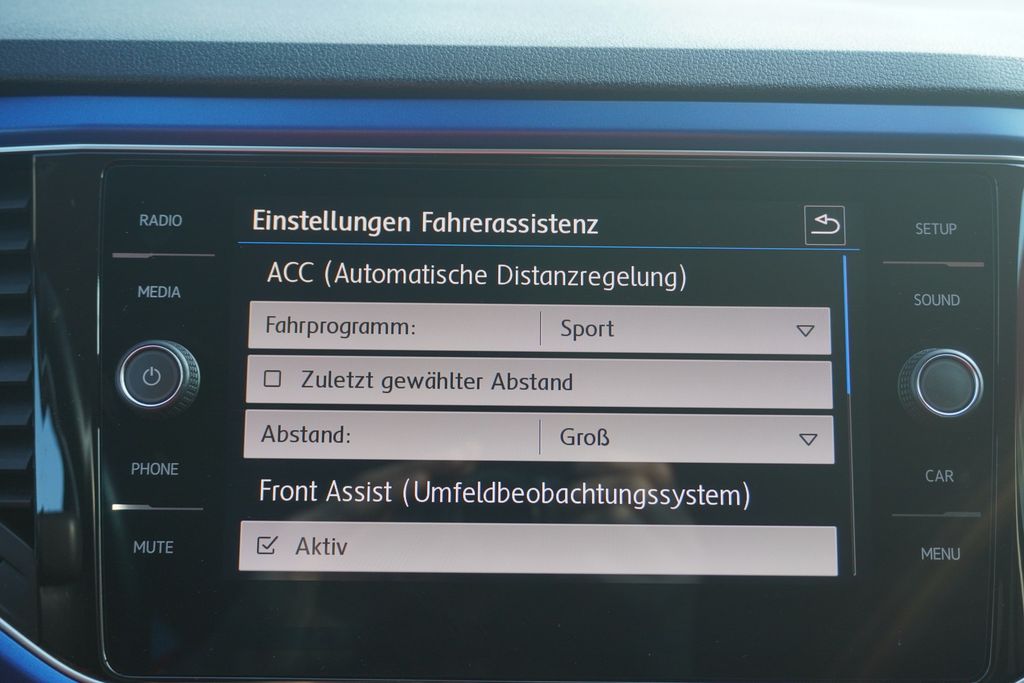 Einstellungen Fahrerassistenz
ACC (Automatische Distanzregelung)
Fahrprogramm: Sport
Zuletzt gewählter Abstand
Abstand: Groß
Front Assist (Umfeldbeobachtungssystem)
Aktiv
RADIO
MEDIA
PHONE
MUTE
SETUP
SOUND
CAR
MENU